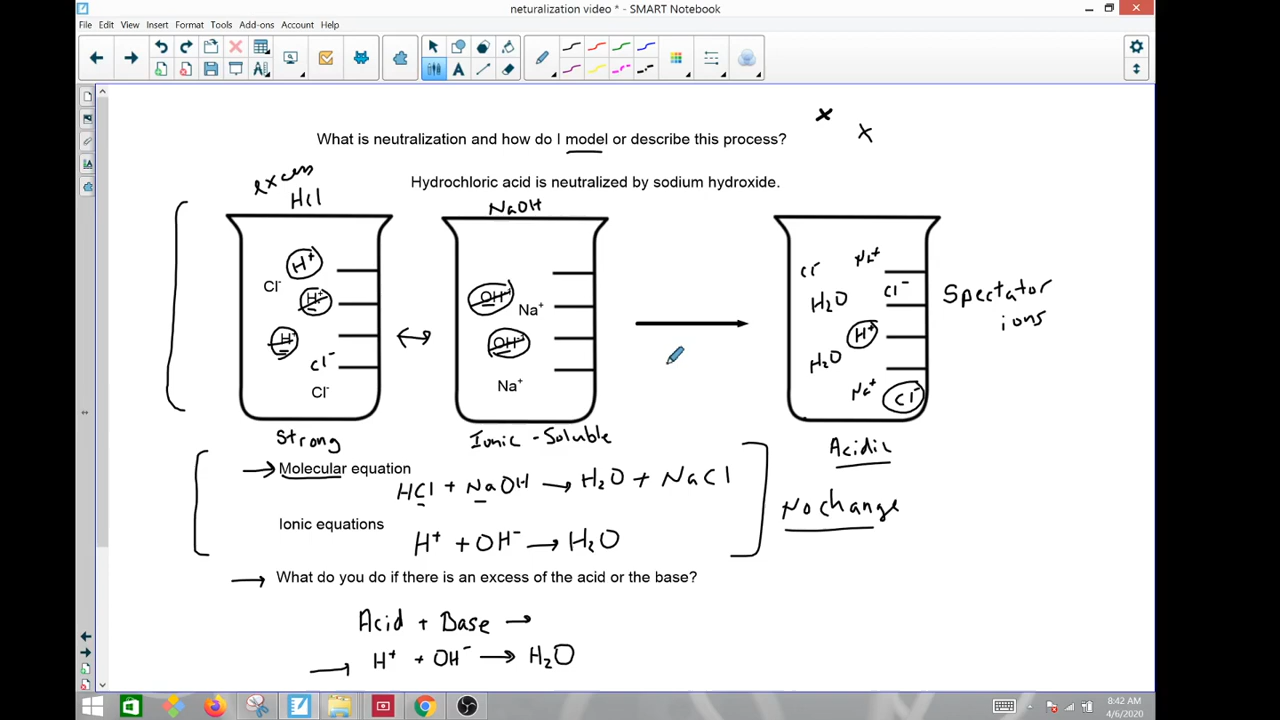 neturalization video * - SMART Notebook
File Edit View Insert Format Tools Add-ons Account Help
What is neutralization and how do I model or describe this process? x x
Hydrochloric acid is neutralized by sodium hydroxide.
excess
HCl
NaOH
H⁺
Cl⁻
H⁺
H⁺
Cl⁻
Cl⁻
OH⁻
Na⁺
OH⁻
Na⁺
Cl⁻ Na⁺
H₂O Cl⁻
H⁺
H₂O
Na⁺ Cl⁻
Spectator
ions
Strong
Ionic - Soluble
Acidic
→ Molecular equation
HCl + NaOH → H₂O + NaCl
No change
Ionic equations
H⁺ + OH⁻ → H₂O
→ What do you do if there is an excess of the acid or the base?
Acid + Base →
→ H⁺ + OH⁻ → H₂O
8:42 AM
4/6/2020